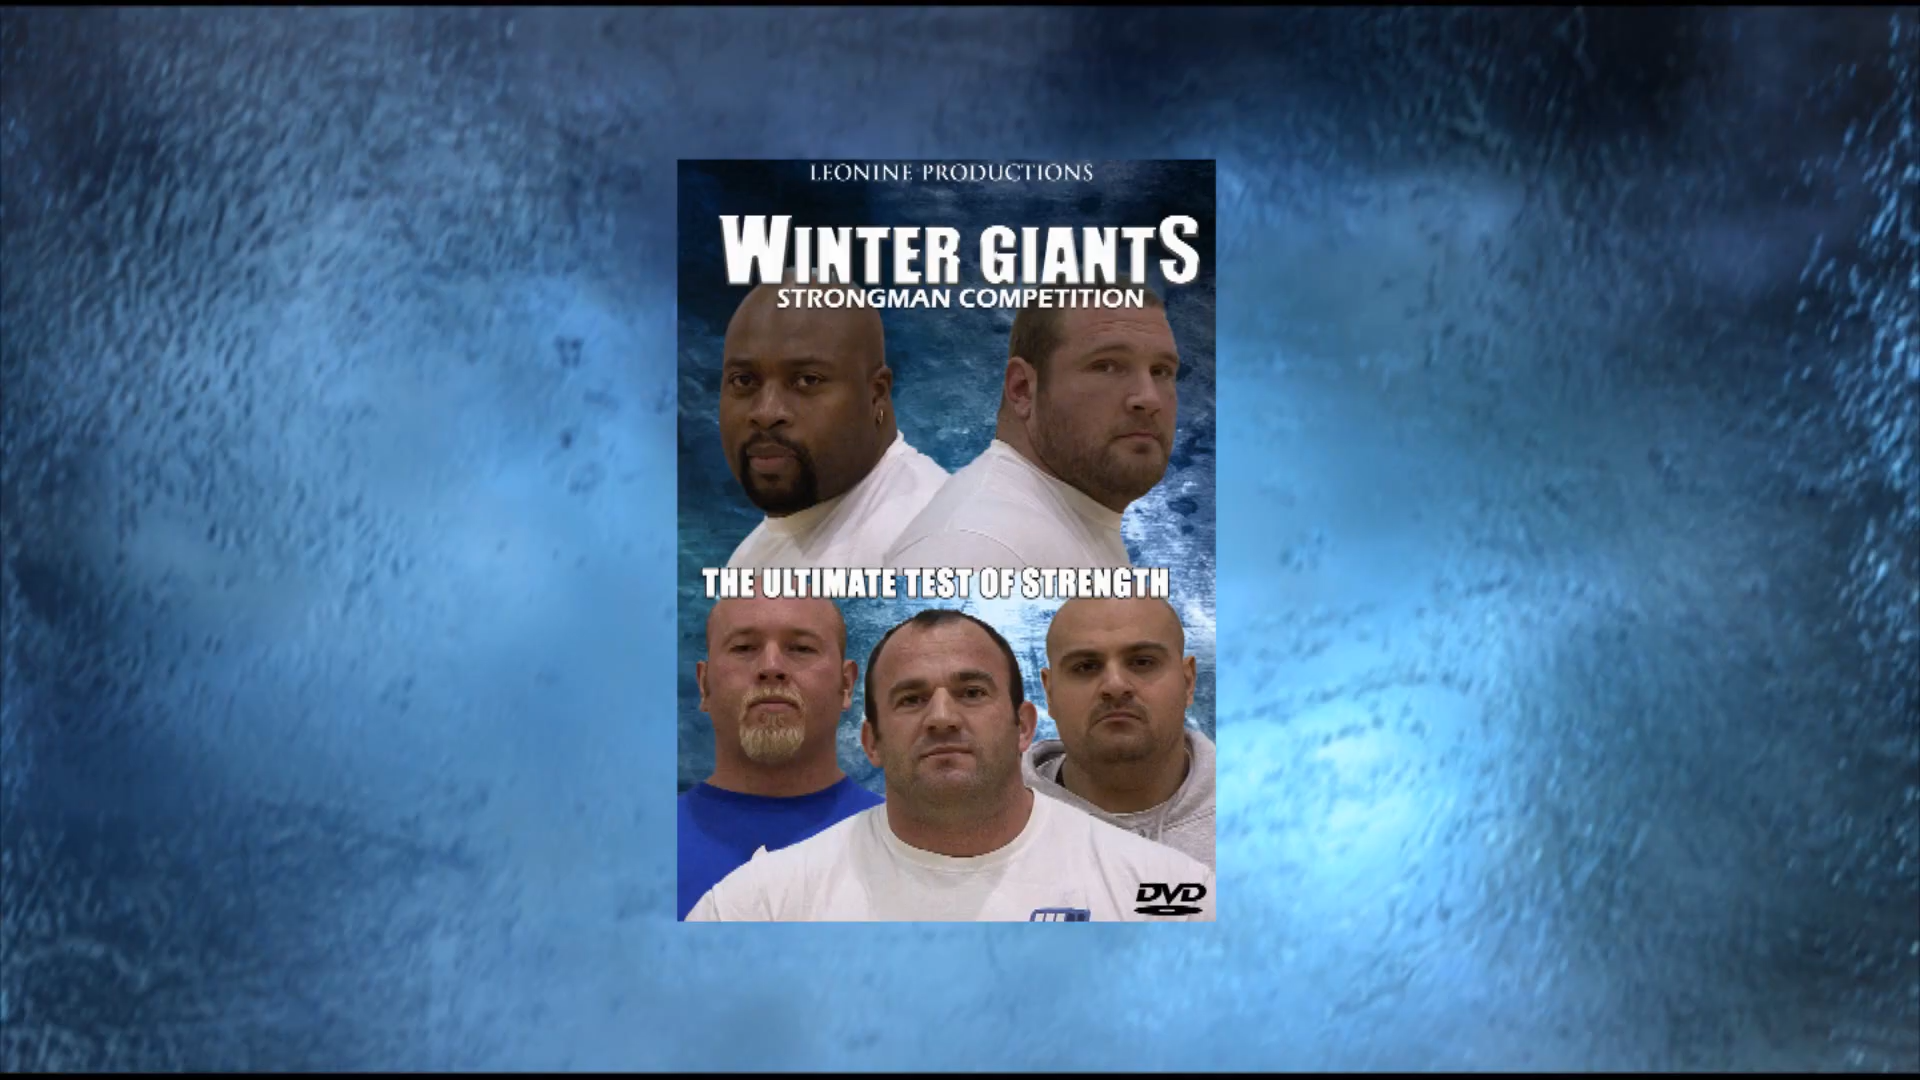 LEONINE PRODUCTIONS
WINTER GIANTS
STRONGMAN COMPETITION
THE ULTIMATE TEST OF STRENGTH
DVD